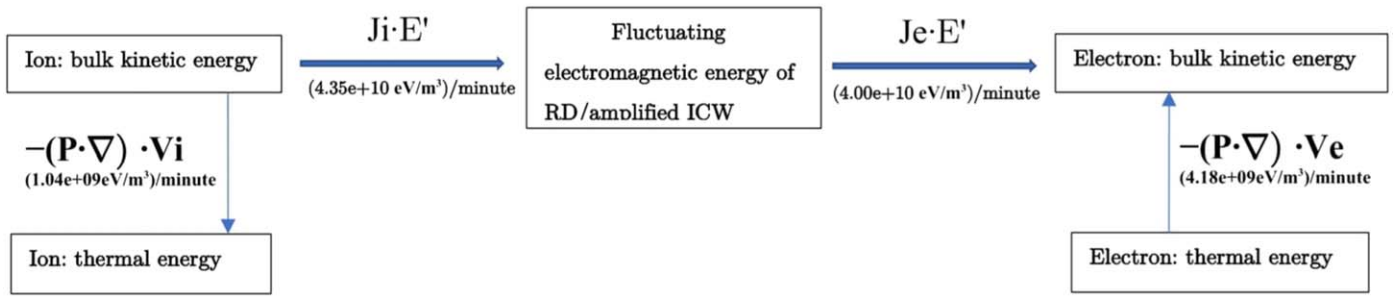 Ion: bulk kinetic energy
Ji·E'
(4.35e+10 eV/m³)/minute
Fluctuating
electromagnetic energy of
RD/amplified ICW
Je·E'
(4.00e+10 eV/m³)/minute
Electron: bulk kinetic energy
−(P·∇) ·Vi
(1.04e+09eV/m³)/minute
−(P·∇) ·Ve
(4.18e+09eV/m³)/minute
Ion: thermal energy
Electron: thermal energy